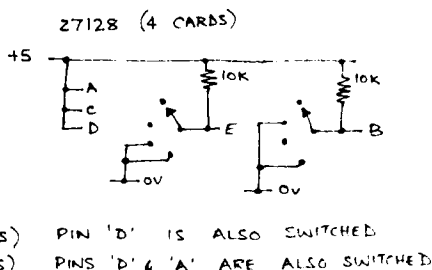 27128 (4 CARDS)
+5
10K
10K
A
C
D
E
B
0V
0V
S) PIN 'D' IS ALSO SWITCHED
S) PINS 'D' & 'A' ARE ALSO SWITCHED